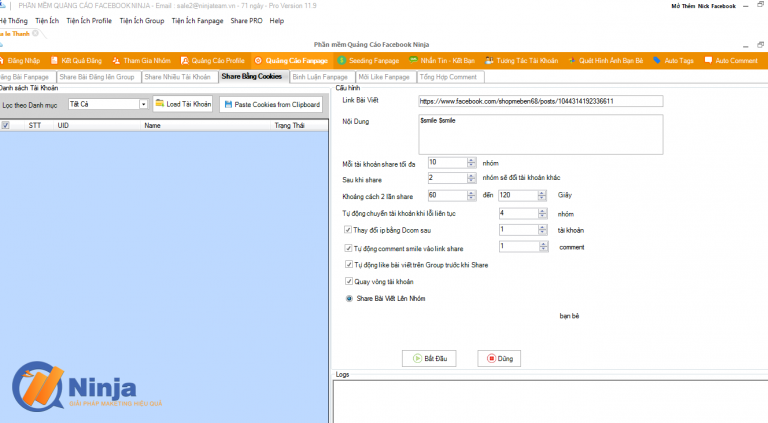 PHẦN MỀM QUẢNG CÁO FACEBOOK NINJA - Email : sale2@ninjateam.vn - 71 ngày - Pro Version 11.9
Mở Thêm Nick Facebook
Hệ Thống Tiện Ích Tiện Ích Profile Tiện Ích Group Tiện Ích Fanpage Share PRO Help
Phần mềm Quảng Cáo Facebook Ninja
Đăng Nhập Kết Quả Đăng Tham Gia Nhóm Quảng Cáo Profile Quảng Cáo Fanpage Seeding Fanpage Nhắn Tin - Kết Bạn Tương Tác Tài Khoản Quét Hình Ảnh Bạn Bè Auto Tags Auto Comment
Đăng Bài Fanpage Share Bài Đăng lên Group Share Nhiều Tài Khoản Share Bằng Cookies Bình Luận Fanpage Mời Like Fanpage Tổng Hợp Comment
Danh sách Tài Khoản
Lọc theo Danh mục Tất Cả Load Tài Khoản Paste Cookies from Clipboard
STT UID Name Trạng Thái
Cấu hình
Link Bài Viết https://www.facebook.com/shopmeben68/posts/1044314192336611
Nội Dung $smile $smile
Mỗi tài khoản share tối đa 10 nhóm
Sau khi share 2 nhóm sẽ đổi tài khoản khác
Khoảng cách 2 lần share 60 đến 120 Giây
Tự động chuyển tài khoản khi lỗi liên tục 4 nhóm
Thay đổi ip bằng Dcom sau 1 tài khoản
Tự động comment smile vào link share 1 comment
Tự động like bài viết trên Group trước khi Share
Quay vòng tài khoản
Share Bài Viết Lên Nhóm
bạn bè
Bắt Đầu Dừng
Logs
Ninja
GIẢI PHÁP MARKETING HIỆU QUẢ